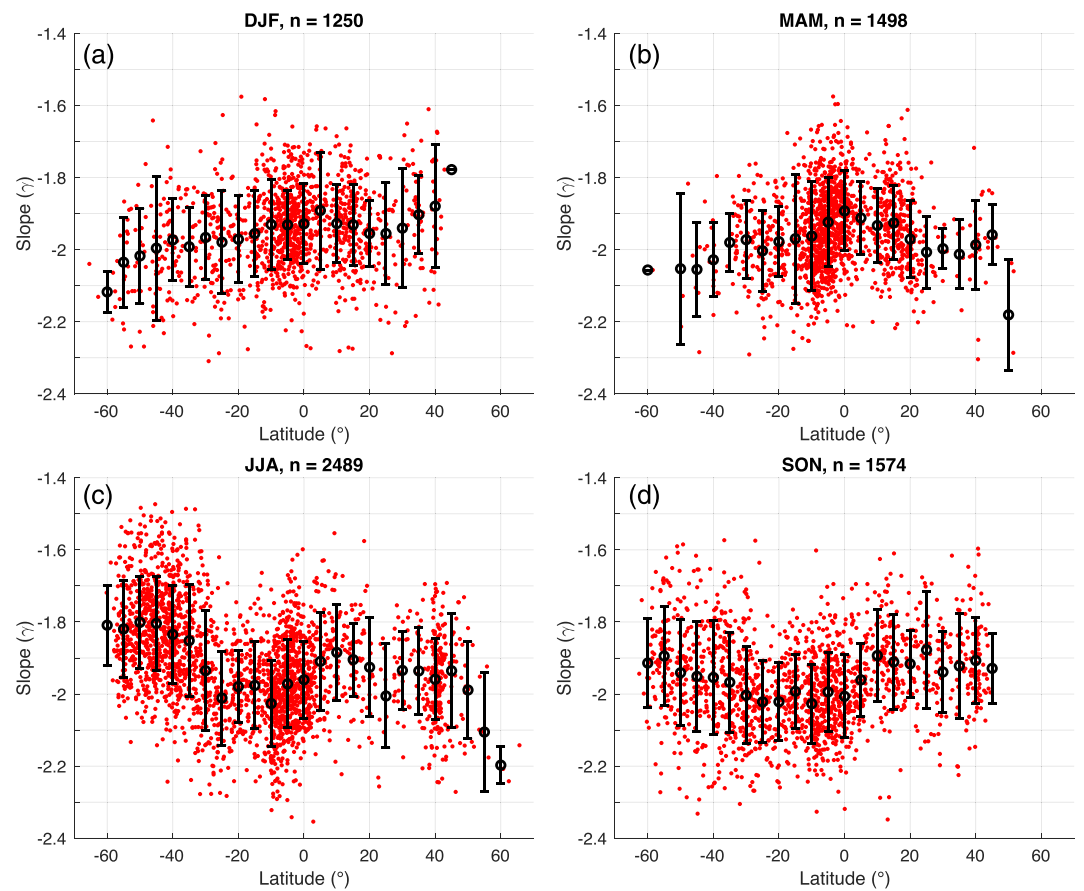 DJF, n = 1250
(a)
-1.4
-1.6
-1.8
-2
-2.2
-2.4
Slope (γ)
-60 -40 -20 0 20 40 60
Latitude (°)
MAM, n = 1498
(b)
-1.4
-1.6
-1.8
-2
-2.2
-2.4
Slope (γ)
-60 -40 -20 0 20 40 60
Latitude (°)
JJA, n = 2489
(c)
-1.4
-1.6
-1.8
-2
-2.2
-2.4
Slope (γ)
-60 -40 -20 0 20 40 60
Latitude (°)
SON, n = 1574
(d)
-1.4
-1.6
-1.8
-2
-2.2
-2.4
Slope (γ)
-60 -40 -20 0 20 40 60
Latitude (°)